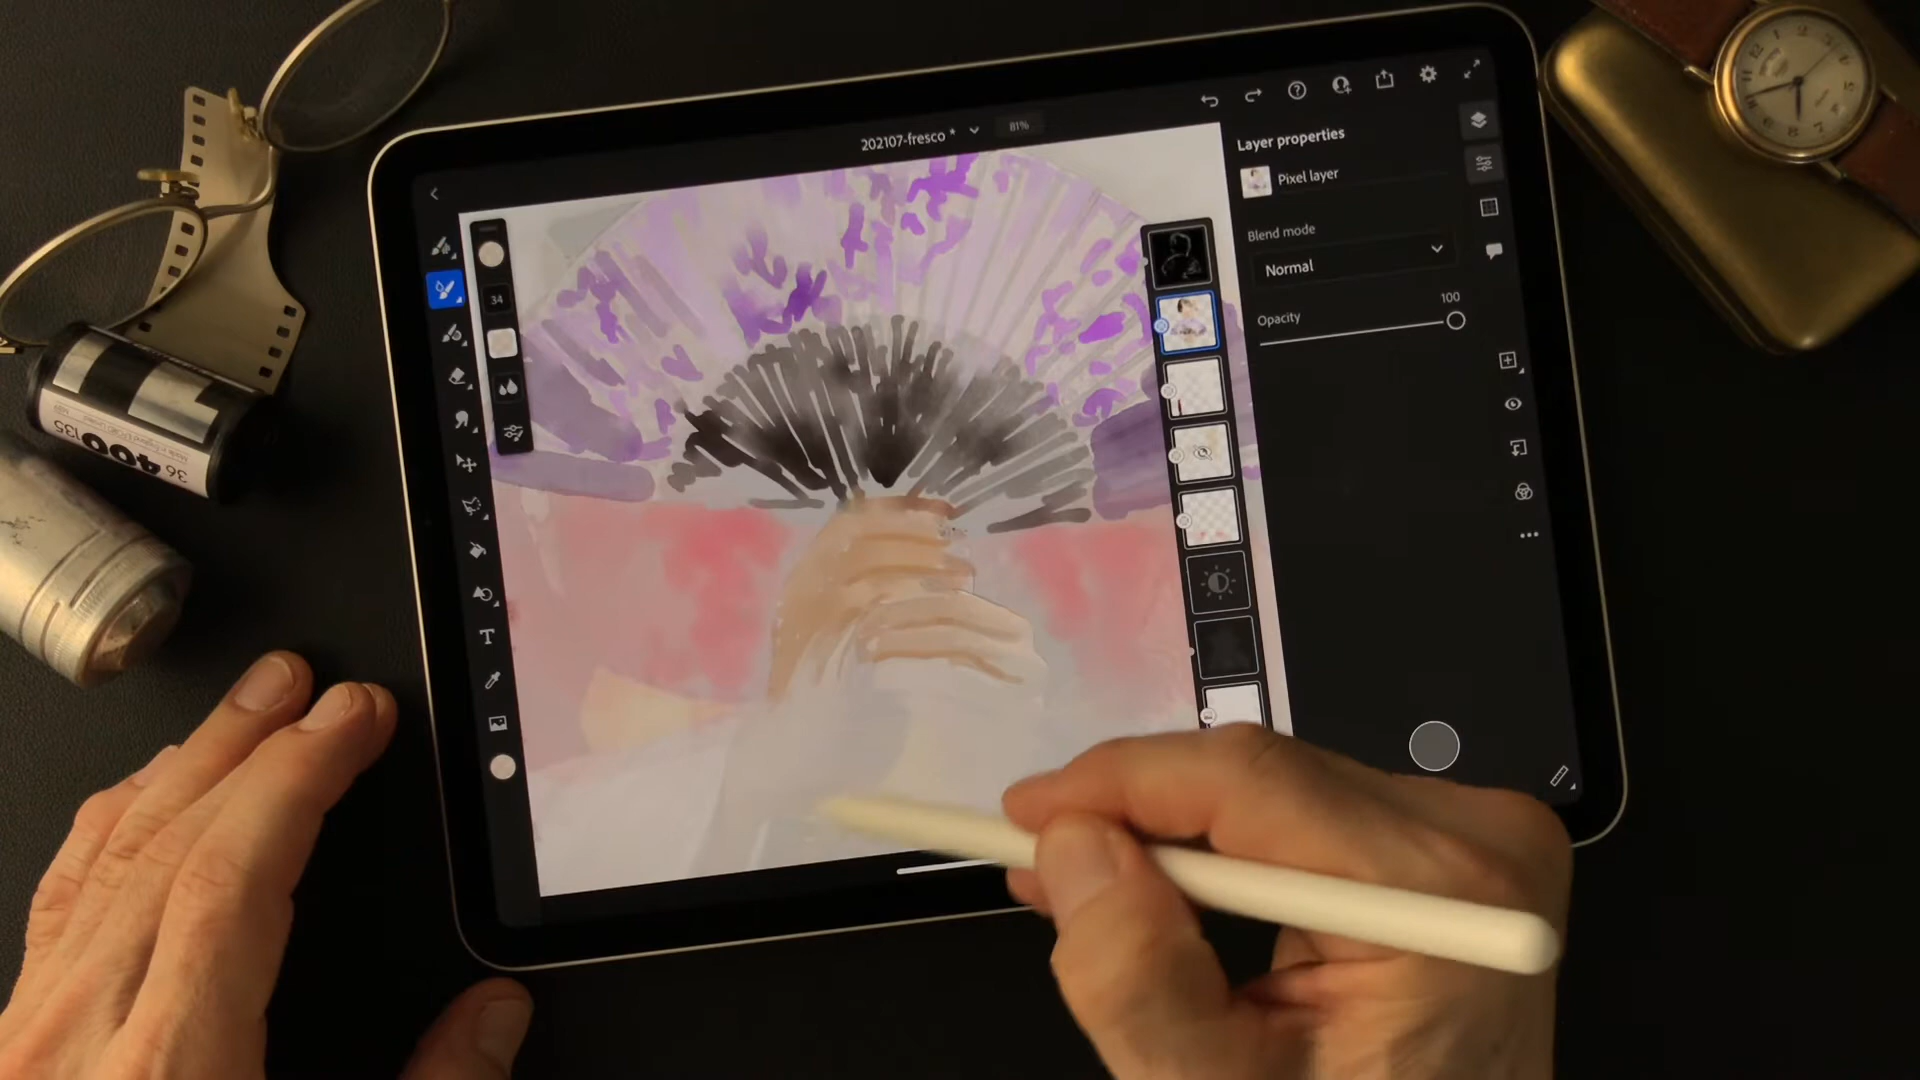 202107-fresco *
81%
Layer properties
Pixel layer
Blend mode
Normal
100
Opacity
34
T
400
36
135